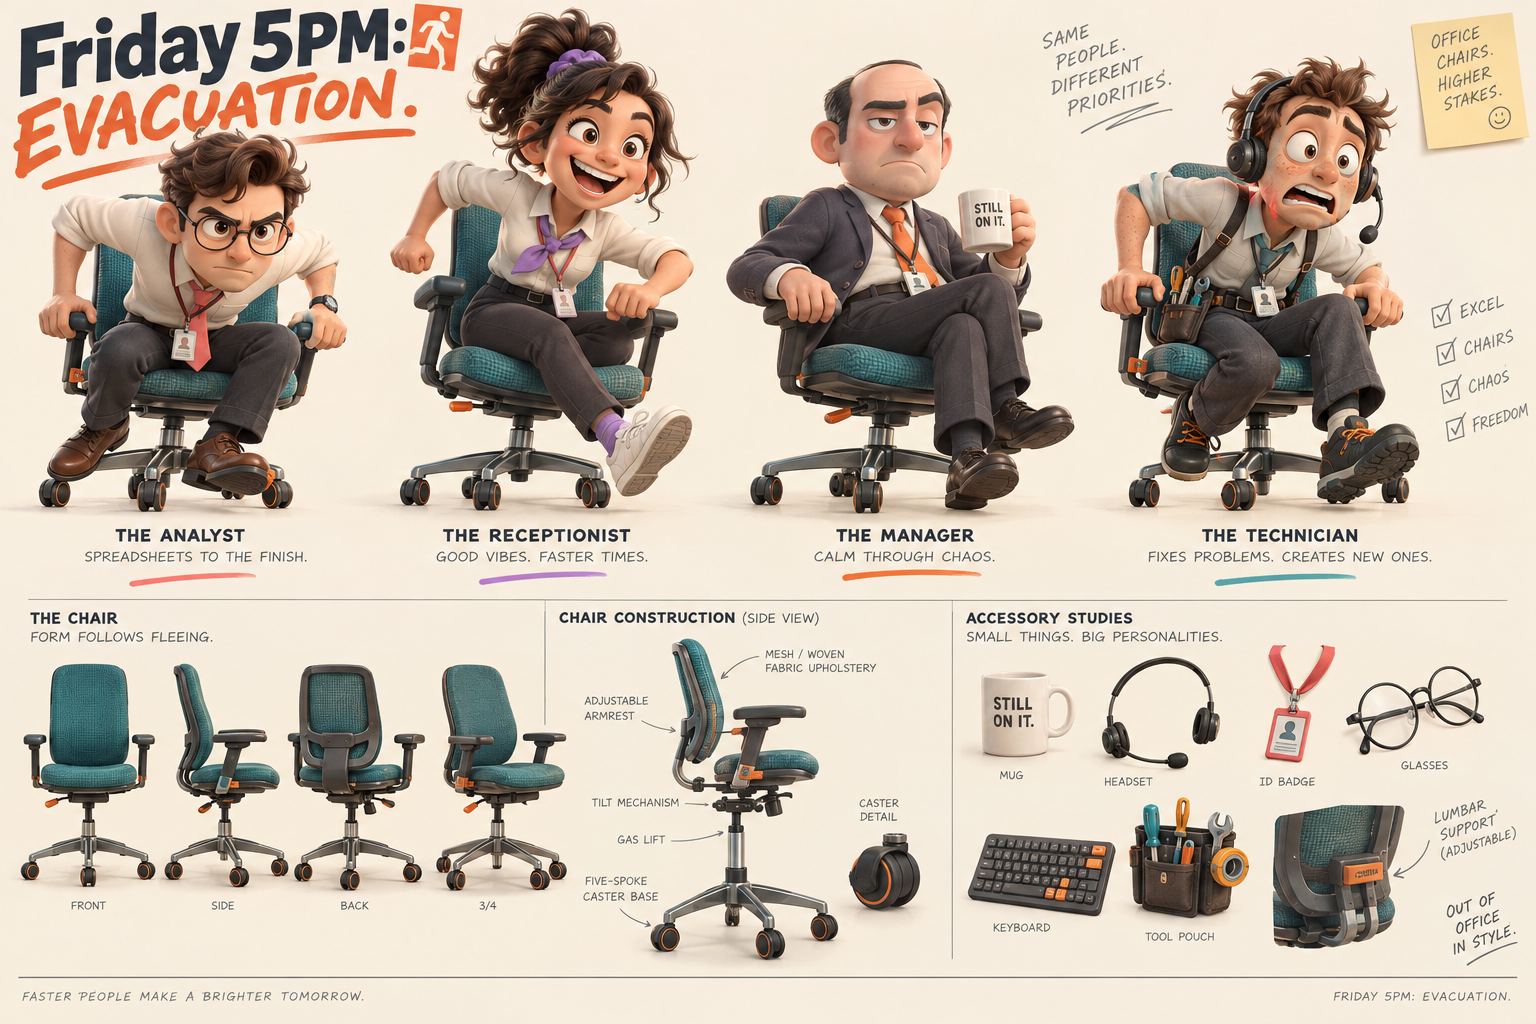 Friday 5PM:
EVACUATION.
SAME
PEOPLE.
DIFFERENT
PRIORITIES.
OFFICE
CHAIRS.
HIGHER
STAKES.
STILL
ON IT.
EXCEL
CHAIRS
CHAOS
FREEDOM
THE ANALYST
SPREADSHEETS TO THE FINISH.
THE RECEPTIONIST
GOOD VIBES. FASTER TIMES.
THE MANAGER
CALM THROUGH CHAOS.
THE TECHNICIAN
FIXES PROBLEMS. CREATES NEW ONES.
THE CHAIR
FORM FOLLOWS FLEEING.
FRONT
SIDE
BACK
3/4
CHAIR CONSTRUCTION (SIDE VIEW)
MESH / WOVEN
FABRIC UPHOLSTERY
ADJUSTABLE
ARMREST
TILT MECHANISM
GAS LIFT
FIVE-SPOKE
CASTER BASE
CASTER
DETAIL
ACCESSORY STUDIES
SMALL THINGS. BIG PERSONALITIES.
STILL
ON IT.
MUG
HEADSET
ID BADGE
GLASSES
KEYBOARD
TOOL POUCH
LUMBAR
SUPPORT
(ADJUSTABLE)
OUT OF
OFFICE
IN STYLE.
FASTER PEOPLE MAKE A BRIGHTER TOMORROW.
FRIDAY 5PM: EVACUATION.